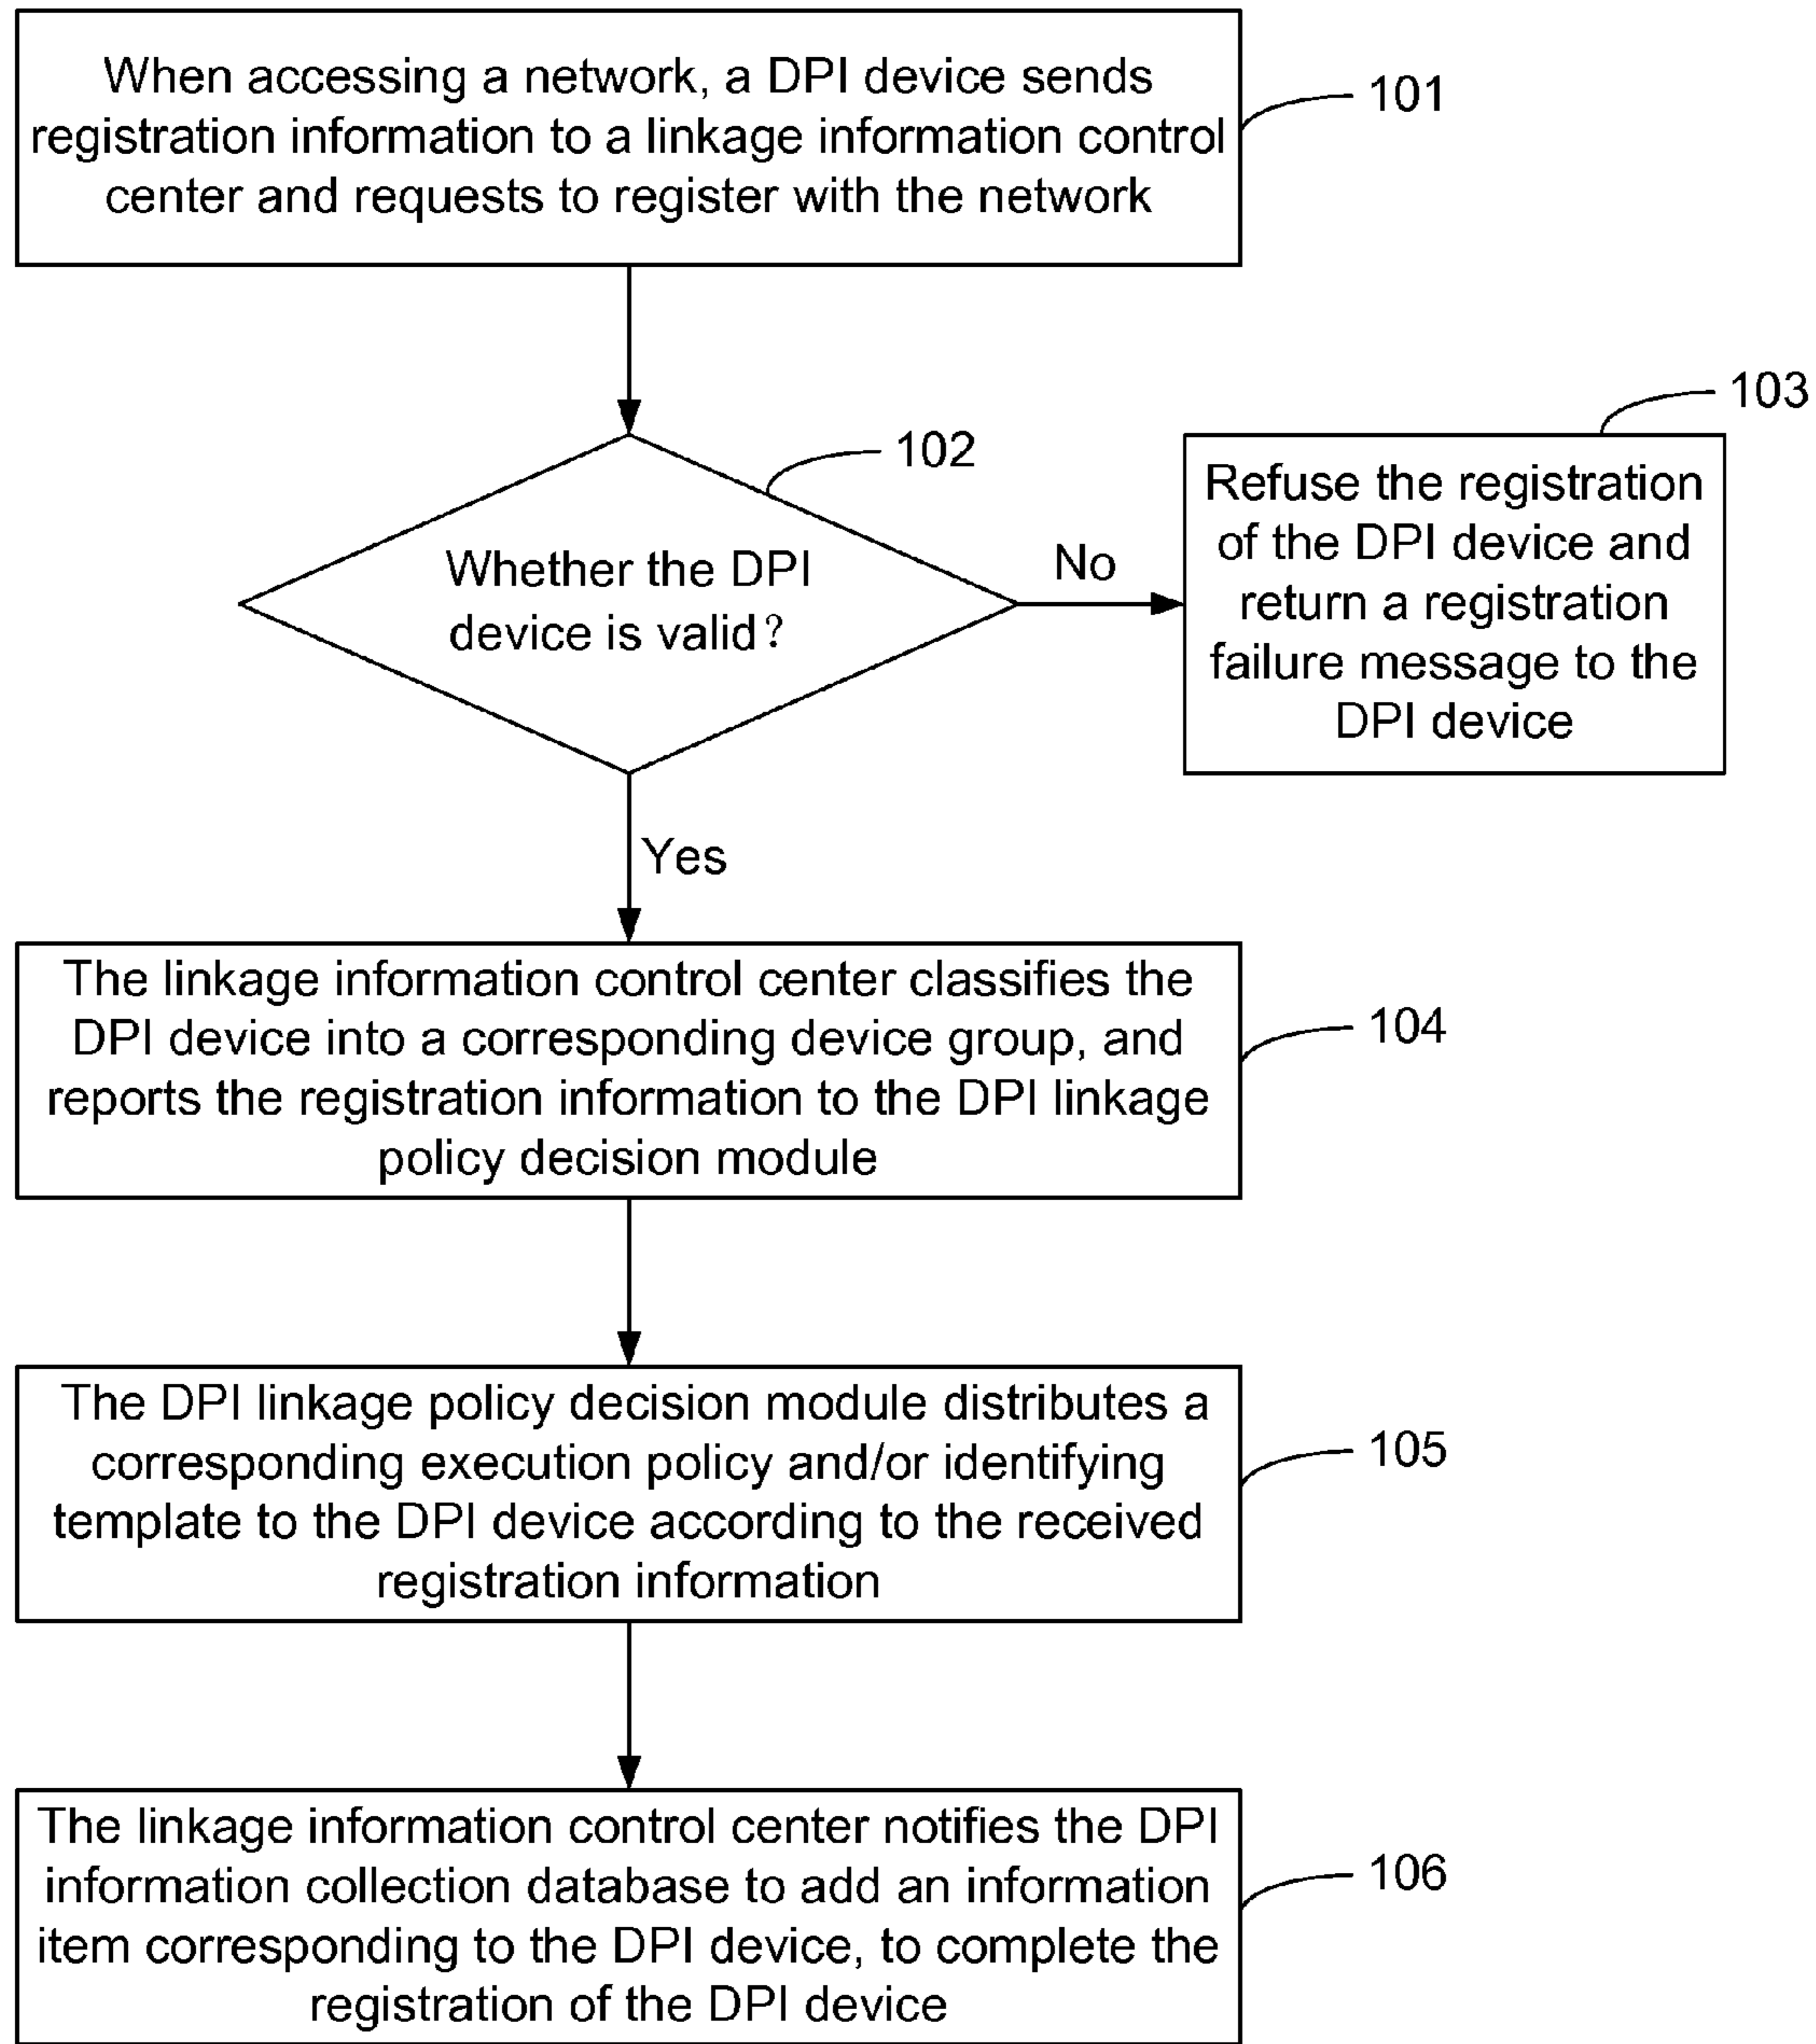 When accessing a network, a DPI device sends
registration information to a linkage information control
center and requests to register with the network
101
102
Whether the DPI
device is valid?
No
103
Refuse the registration
of the DPI device and
return a registration
failure message to the
DPI device
Yes
The linkage information control center classifies the
DPI device into a corresponding device group, and
reports the registration information to the DPI linkage
policy decision module
104
The DPI linkage policy decision module distributes a
corresponding execution policy and/or identifying
template to the DPI device according to the received
registration information
105
The linkage information control center notifies the DPI
information collection database to add an information
item corresponding to the DPI device, to complete the
registration of the DPI device
106